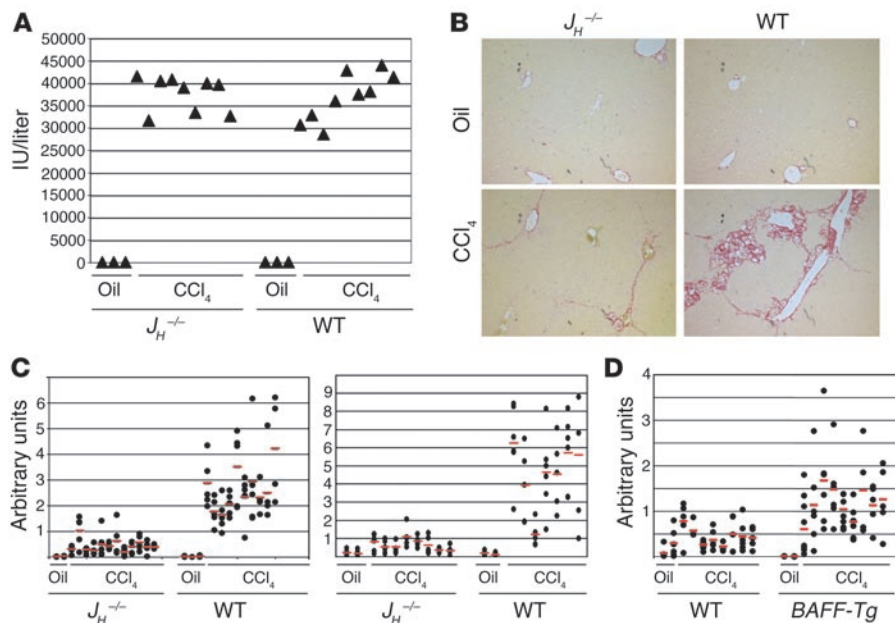 A
IU/liter
50000
45000
40000
35000
30000
25000
20000
15000
10000
5000
0
Oil
CCl4
Oil
CCl4
JH−/−
WT
B
JH−/−
WT
Oil
CCl4
C
Arbitrary units
6
5
4
3
2
1
Oil
CCl4
Oil
CCl4
JH−/−
WT
9
8
7
6
5
4
3
2
1
Oil
CCl4
Oil
CCl4
JH−/−
WT
D
Arbitrary units
4
3
2
1
Oil
CCl4
Oil
CCl4
WT
BAFF-Tg